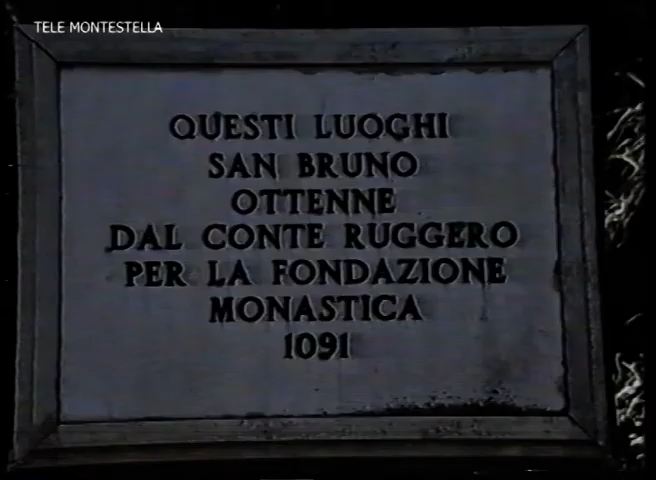 TELE MONTESTELLA
QUESTI LUOGHI
SAN BRUNO
OTTENNE
DAL CONTE RUGGERO
PER LA FONDAZIONE
MONASTICA
1091